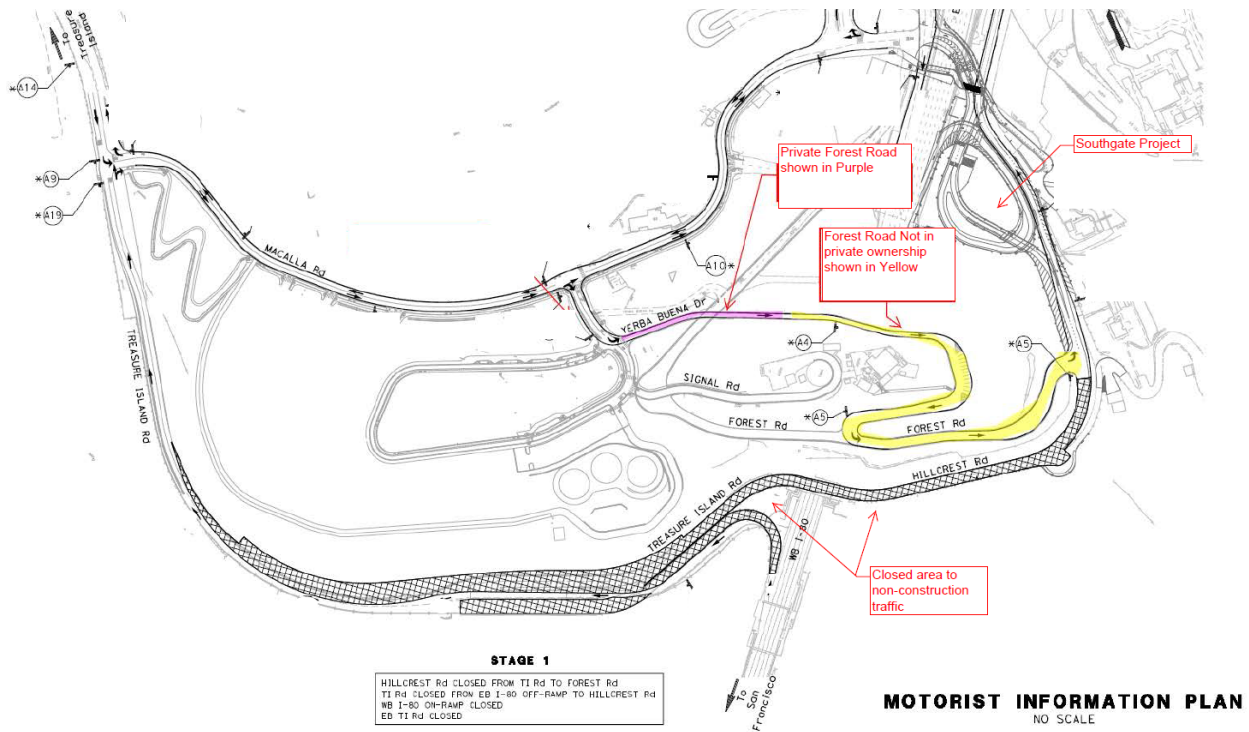 To
Treasure
Island
*A14
*A9
*A19
MACALLA Rd
TREASURE ISLAND Rd
A10*
Private Forest Road
shown in Purple
Southgate Project
Forest Road Not in
private ownership
shown in Yellow
YERBA BUENA Dr
*A4
*A5
SIGNAL Rd
*A5
FOREST Rd
FOREST Rd
HILLCREST Rd
TREASURE ISLAND Rd
WB I-80
Closed area to
non-construction
traffic
To
San
Francisco
STAGE 1
HILLCREST Rd CLOSED FROM TI Rd TO FOREST Rd
TI Rd CLOSED FROM EB I-80 OFF-RAMP TO HILLCREST Rd
WB I-80 ON-RAMP CLOSED
EB TI Rd CLOSED
MOTORIST INFORMATION PLAN
NO SCALE